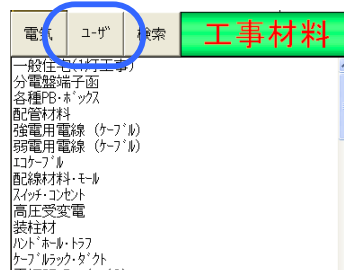 電気 ユーザ 検索 工事材料
一般住宅(1灯工事)
分電盤端子函
各種PB・ボックス
配管材料
強電用電線 (ケーブル)
弱電用電線 (ケーブル)
エコケーブル
配線材料・モール
スイッチ・コンセント
高圧受変電
装柱材
ハンドホール・トラフ
ケーブルラック・ダクト